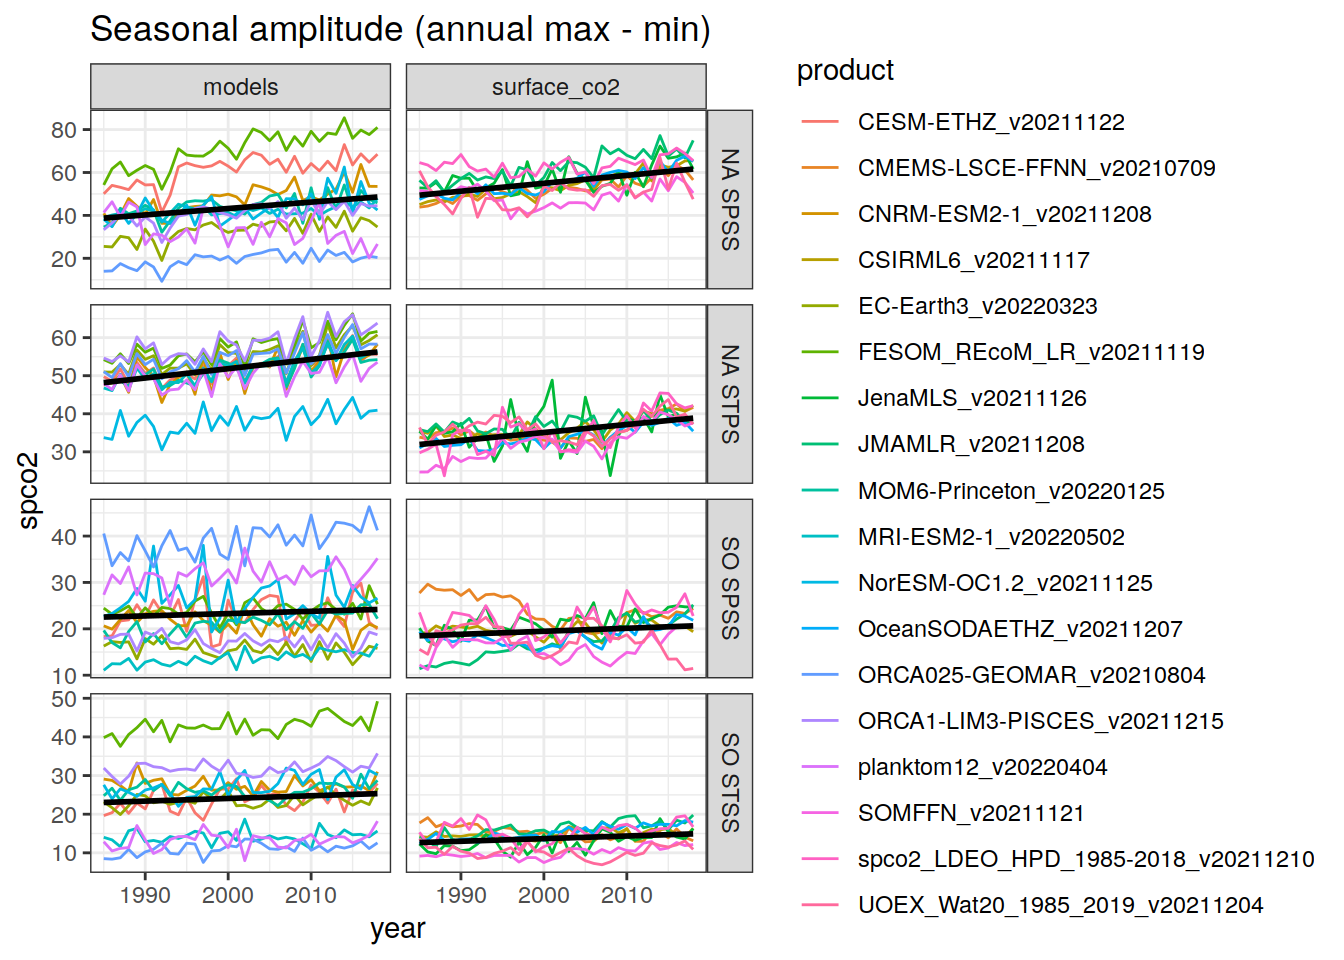 Seasonal amplitude (annual max - min)
models
surface_co2
80
60
40
20
NA SPSS
60
50
40
30
NA STPS
40
30
20
10
SO SPSS
50
40
30
20
10
SO STSS
1990
2000
2010
1990
2000
2010
year
spco2
product
CESM-ETHZ_v20211122
CMEMS-LSCE-FFNN_v20210709
CNRM-ESM2-1_v20211208
CSIRML6_v20211117
EC-Earth3_v20220323
FESOM_REcoM_LR_v20211119
JenaMLS_v20211126
JMAMLR_v20211208
MOM6-Princeton_v20220125
MRI-ESM2-1_v20220502
NorESM-OC1.2_v20211125
OceanSODAETHZ_v20211207
ORCA025-GEOMAR_v20210804
ORCA1-LIM3-PISCES_v20211215
planktom12_v20220404
SOMFFN_v20211121
spco2_LDEO_HPD_1985-2018_v20211210
UOEX_Wat20_1985_2019_v20211204